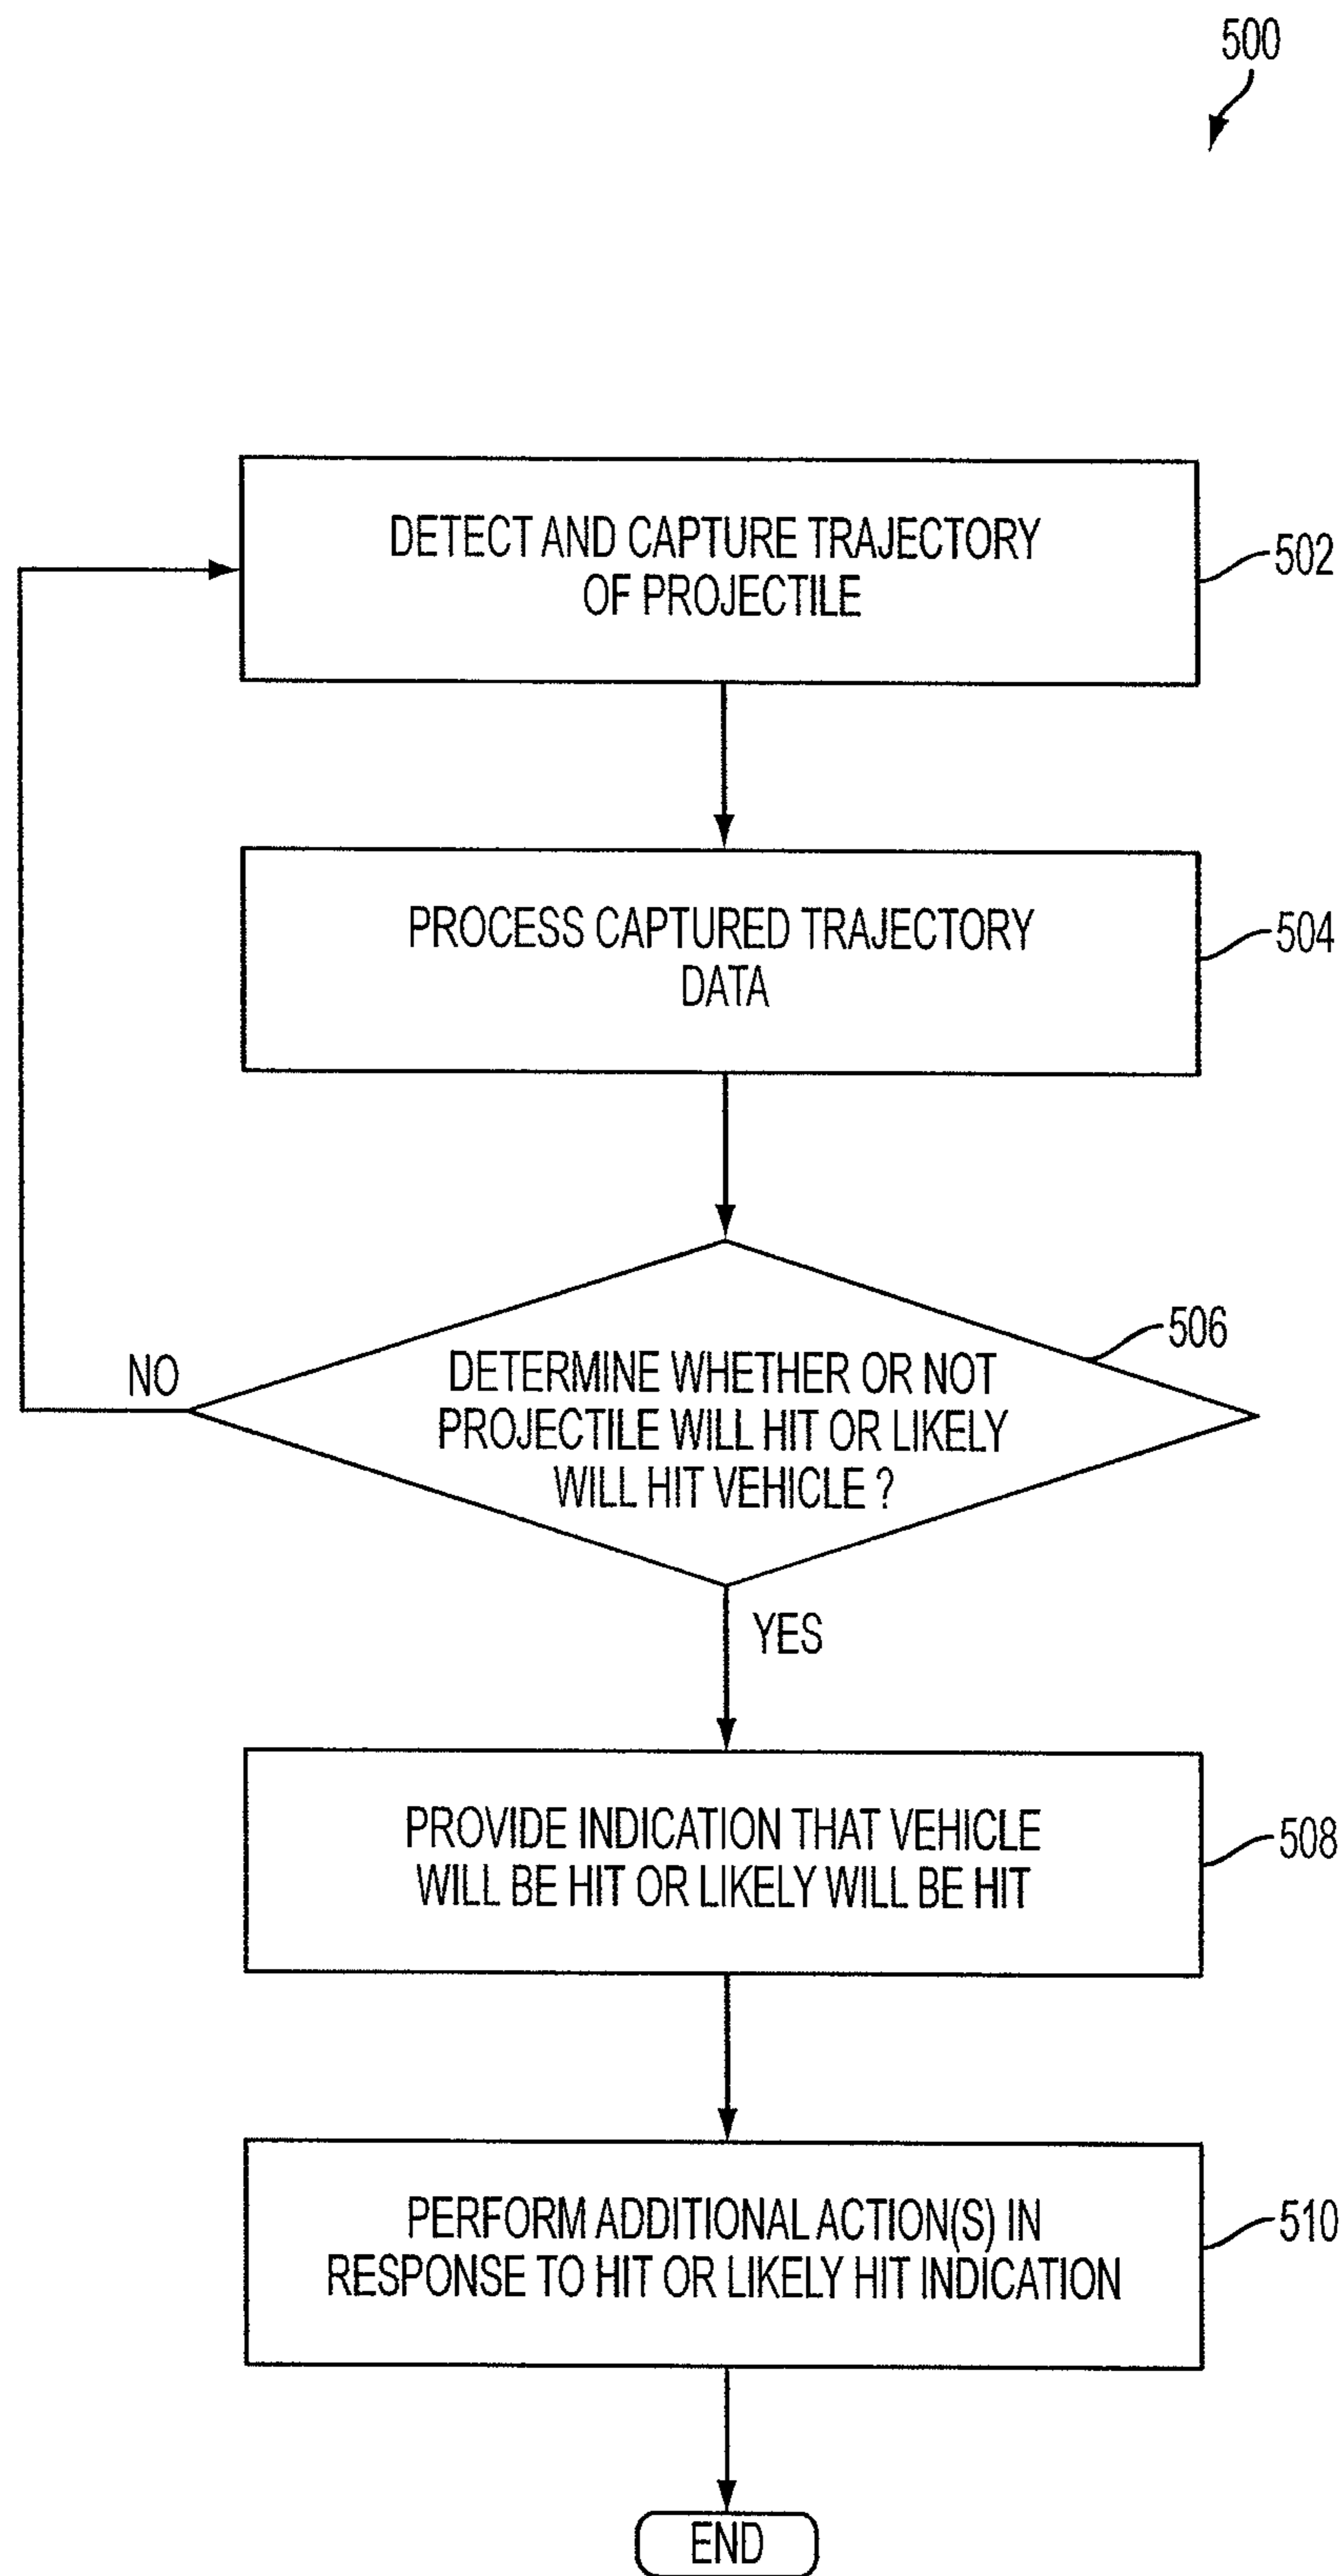 500
DETECT AND CAPTURE TRAJECTORY
OF PROJECTILE
502
PROCESS CAPTURED TRAJECTORY
DATA
504
506
NO
DETERMINE WHETHER OR NOT
PROJECTILE WILL HIT OR LIKELY
WILL HIT VEHICLE ?
YES
PROVIDE INDICATION THAT VEHICLE
WILL BE HIT OR LIKELY WILL BE HIT
508
PERFORM ADDITIONAL ACTION(S) IN
RESPONSE TO HIT OR LIKELY HIT INDICATION
510
END